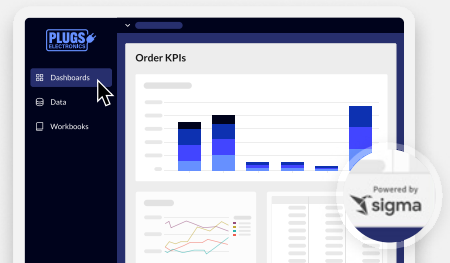 PLUGS
ELECTRONICS
Dashboards
Data
Workbooks
Order KPIs
Powered by
sigma